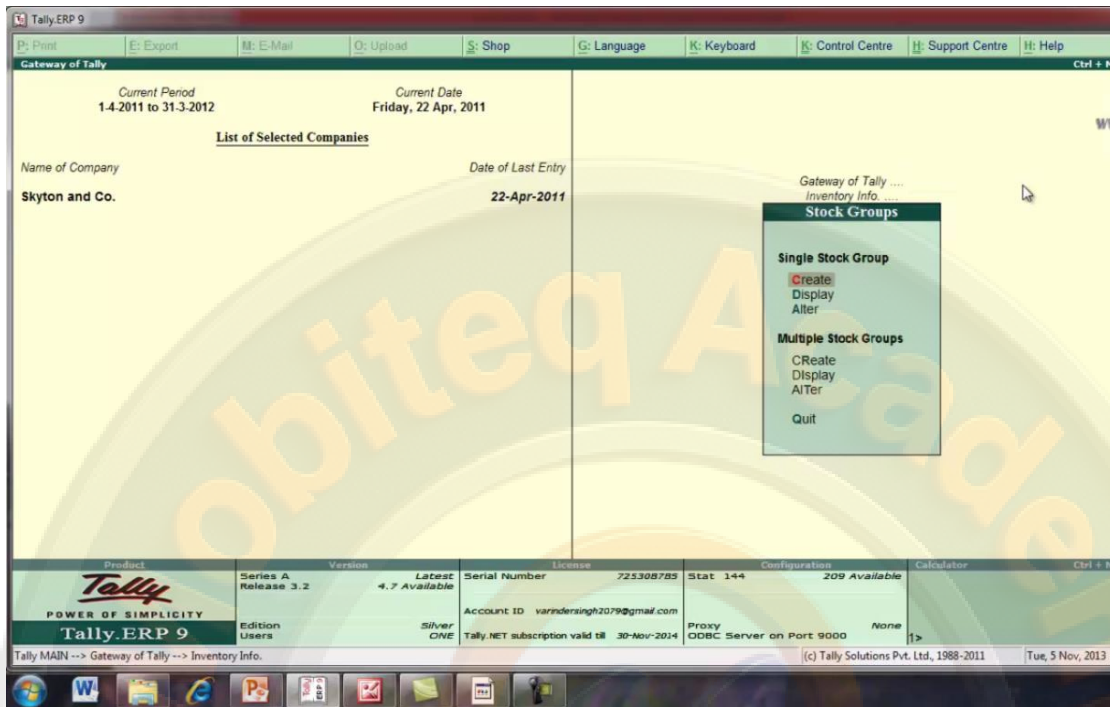 Tally.ERP 9
P: Print E: Export M: E-Mail O: Upload S: Shop G: Language K: Keyboard K: Control Centre H: Support Centre H: Help
Gateway of Tally Ctrl +
Current Period Current Date
1-4-2011 to 31-3-2012 Friday, 22 Apr, 2011
List of Selected Companies
Name of Company Date of Last Entry
Skyton and Co. 22-Apr-2011
Gateway of Tally ....
Inventory Info. ....
Stock Groups
Single Stock Group
Create
Display
Alter
Multiple Stock Groups
CReate
DIsplay
AlTer
Quit
obiteq Academ
Product Version License Configuration Calculator Ctrl +
Tally
POWER OF SIMPLICITY
Tally.ERP 9
Series A Latest
Release 3.2 4.7 Available
Edition Silver
Users ONE
Serial Number 725308785
Account ID varindersingh2079@gmail.com
Tally.NET subscription valid till 30-Nov-2014
Stat 144 209 Available
Proxy None
ODBC Server on Port 9000
1>
Tally MAIN --> Gateway of Tally --> Inventory Info. (c) Tally Solutions Pvt. Ltd., 1988-2011 Tue, 5 Nov, 2013